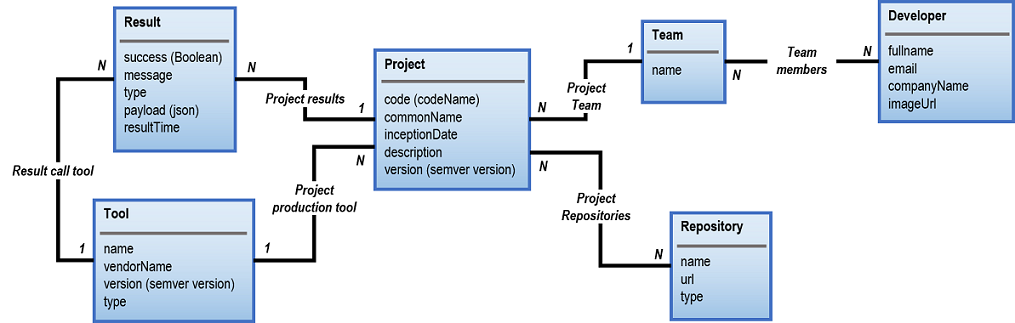 Result
success (Boolean)
message
type
payload (json)
resultTime
N
N
Project results
1
Result call tool
Project
production tool
N
1
1
Tool
name
vendorName
version (semver version)
type
Project
code (codeName)
commonName
inceptionDate
description
version (semver version)
N
Project
Team
1
Team
name
N
Team
members
N
Developer
fullname
email
companyName
imageUrl
N
Project
Repositories
N
Repository
name
url
type